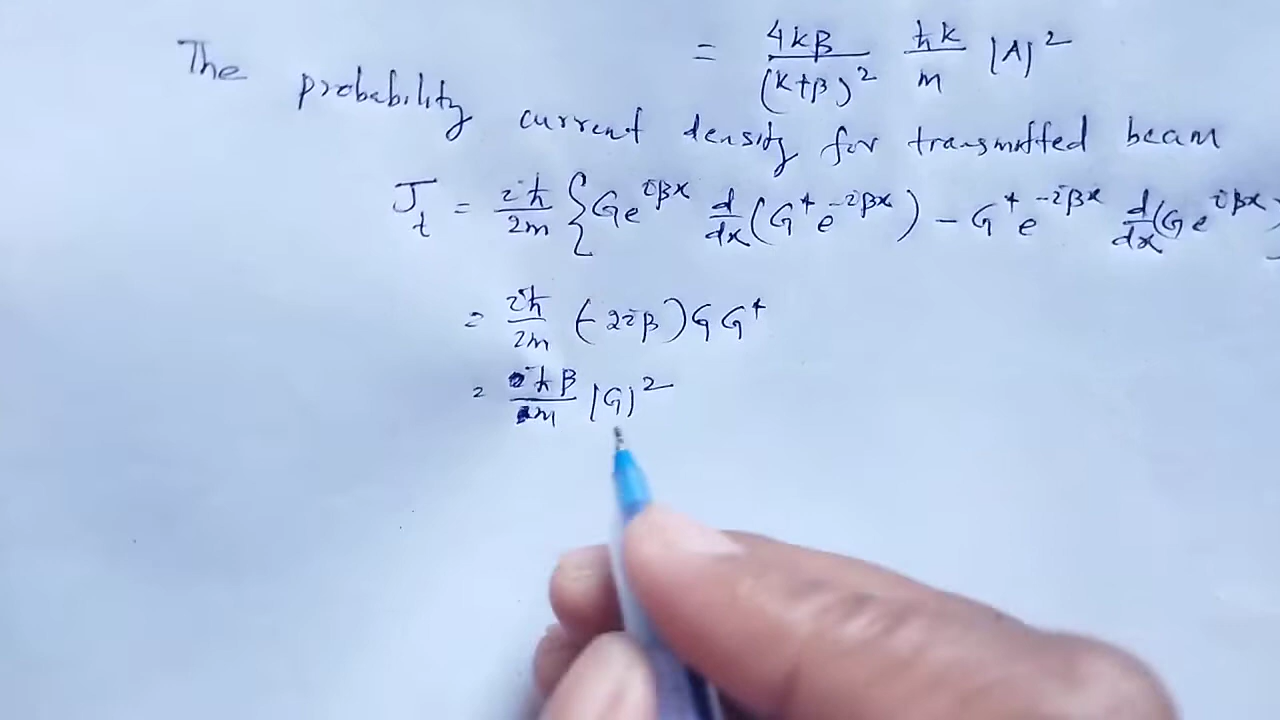 = 4kβ/(k+β)² ħk/m |A|²
The probability current density for transmitted beam
J_t = iħ/2m {Ge^{iβx} d/dx (G* e^{-iβx}) - G* e^{-iβx} d/dx (Ge^{iβx}
= iħ/2m (-2iβ) G G*
= ħβ/m |G|²